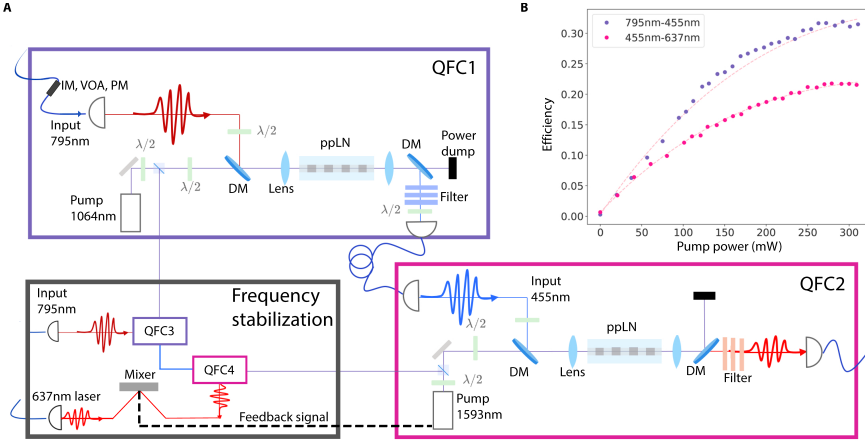 A
QFC1
IM, VOA, PM
Input
795nm
λ/2
λ/2
λ/2
Pump
1064nm
DM
Lens
ppLN
DM
Power
dump
Filter
λ/2
B
795nm-455nm
455nm-637nm
Efficiency
0.30
0.25
0.20
0.15
0.10
0.05
0.00
0
50
100
150
200
250
300
Pump power (mW)
Frequency
stabilization
Input
795nm
QFC3
QFC4
Mixer
637nm laser
Feedback signal
QFC2
Input
455nm
λ/2
λ/2
Pump
1593nm
DM
Lens
ppLN
DM
Filter